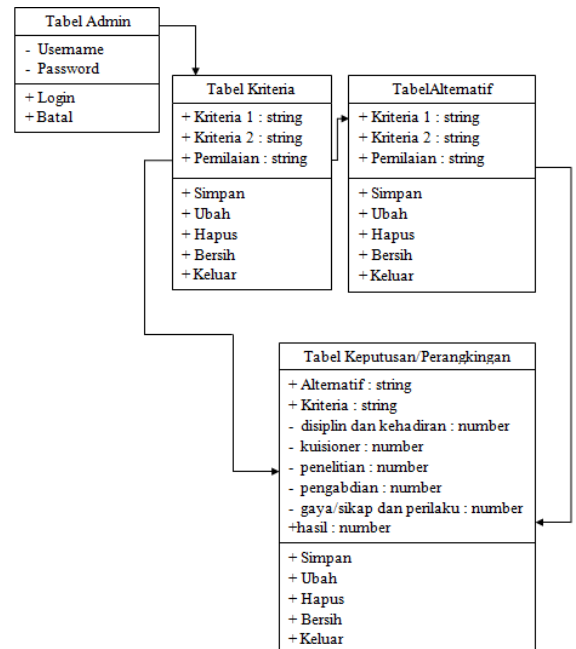 Tabel Admin
- Username
- Password
+ Login
+ Batal
Tabel Kriteria
+ Kriteria 1 : string
+ Kriteria 2 : string
+ Pemilaian : string
+ Simpan
+ Ubah
+ Hapus
+ Bersih
+ Keluar
TabelAlternatif
+ Kriteria 1 : string
+ Kriteria 2 : string
+ Pemilaian : string
+ Simpan
+ Ubah
+ Hapus
+ Bersih
+ Keluar
Tabel Keputusan/Perangkingan
+ Alternatif : string
+ Kriteria : string
- disiplin dan kehadiran : number
- kuisioner : number
- penelitian : number
- pengabdian : number
- gaya/sikap dan perilaku : number
+hasil : number
+ Simpan
+ Ubah
+ Hapus
+ Bersih
+ Keluar